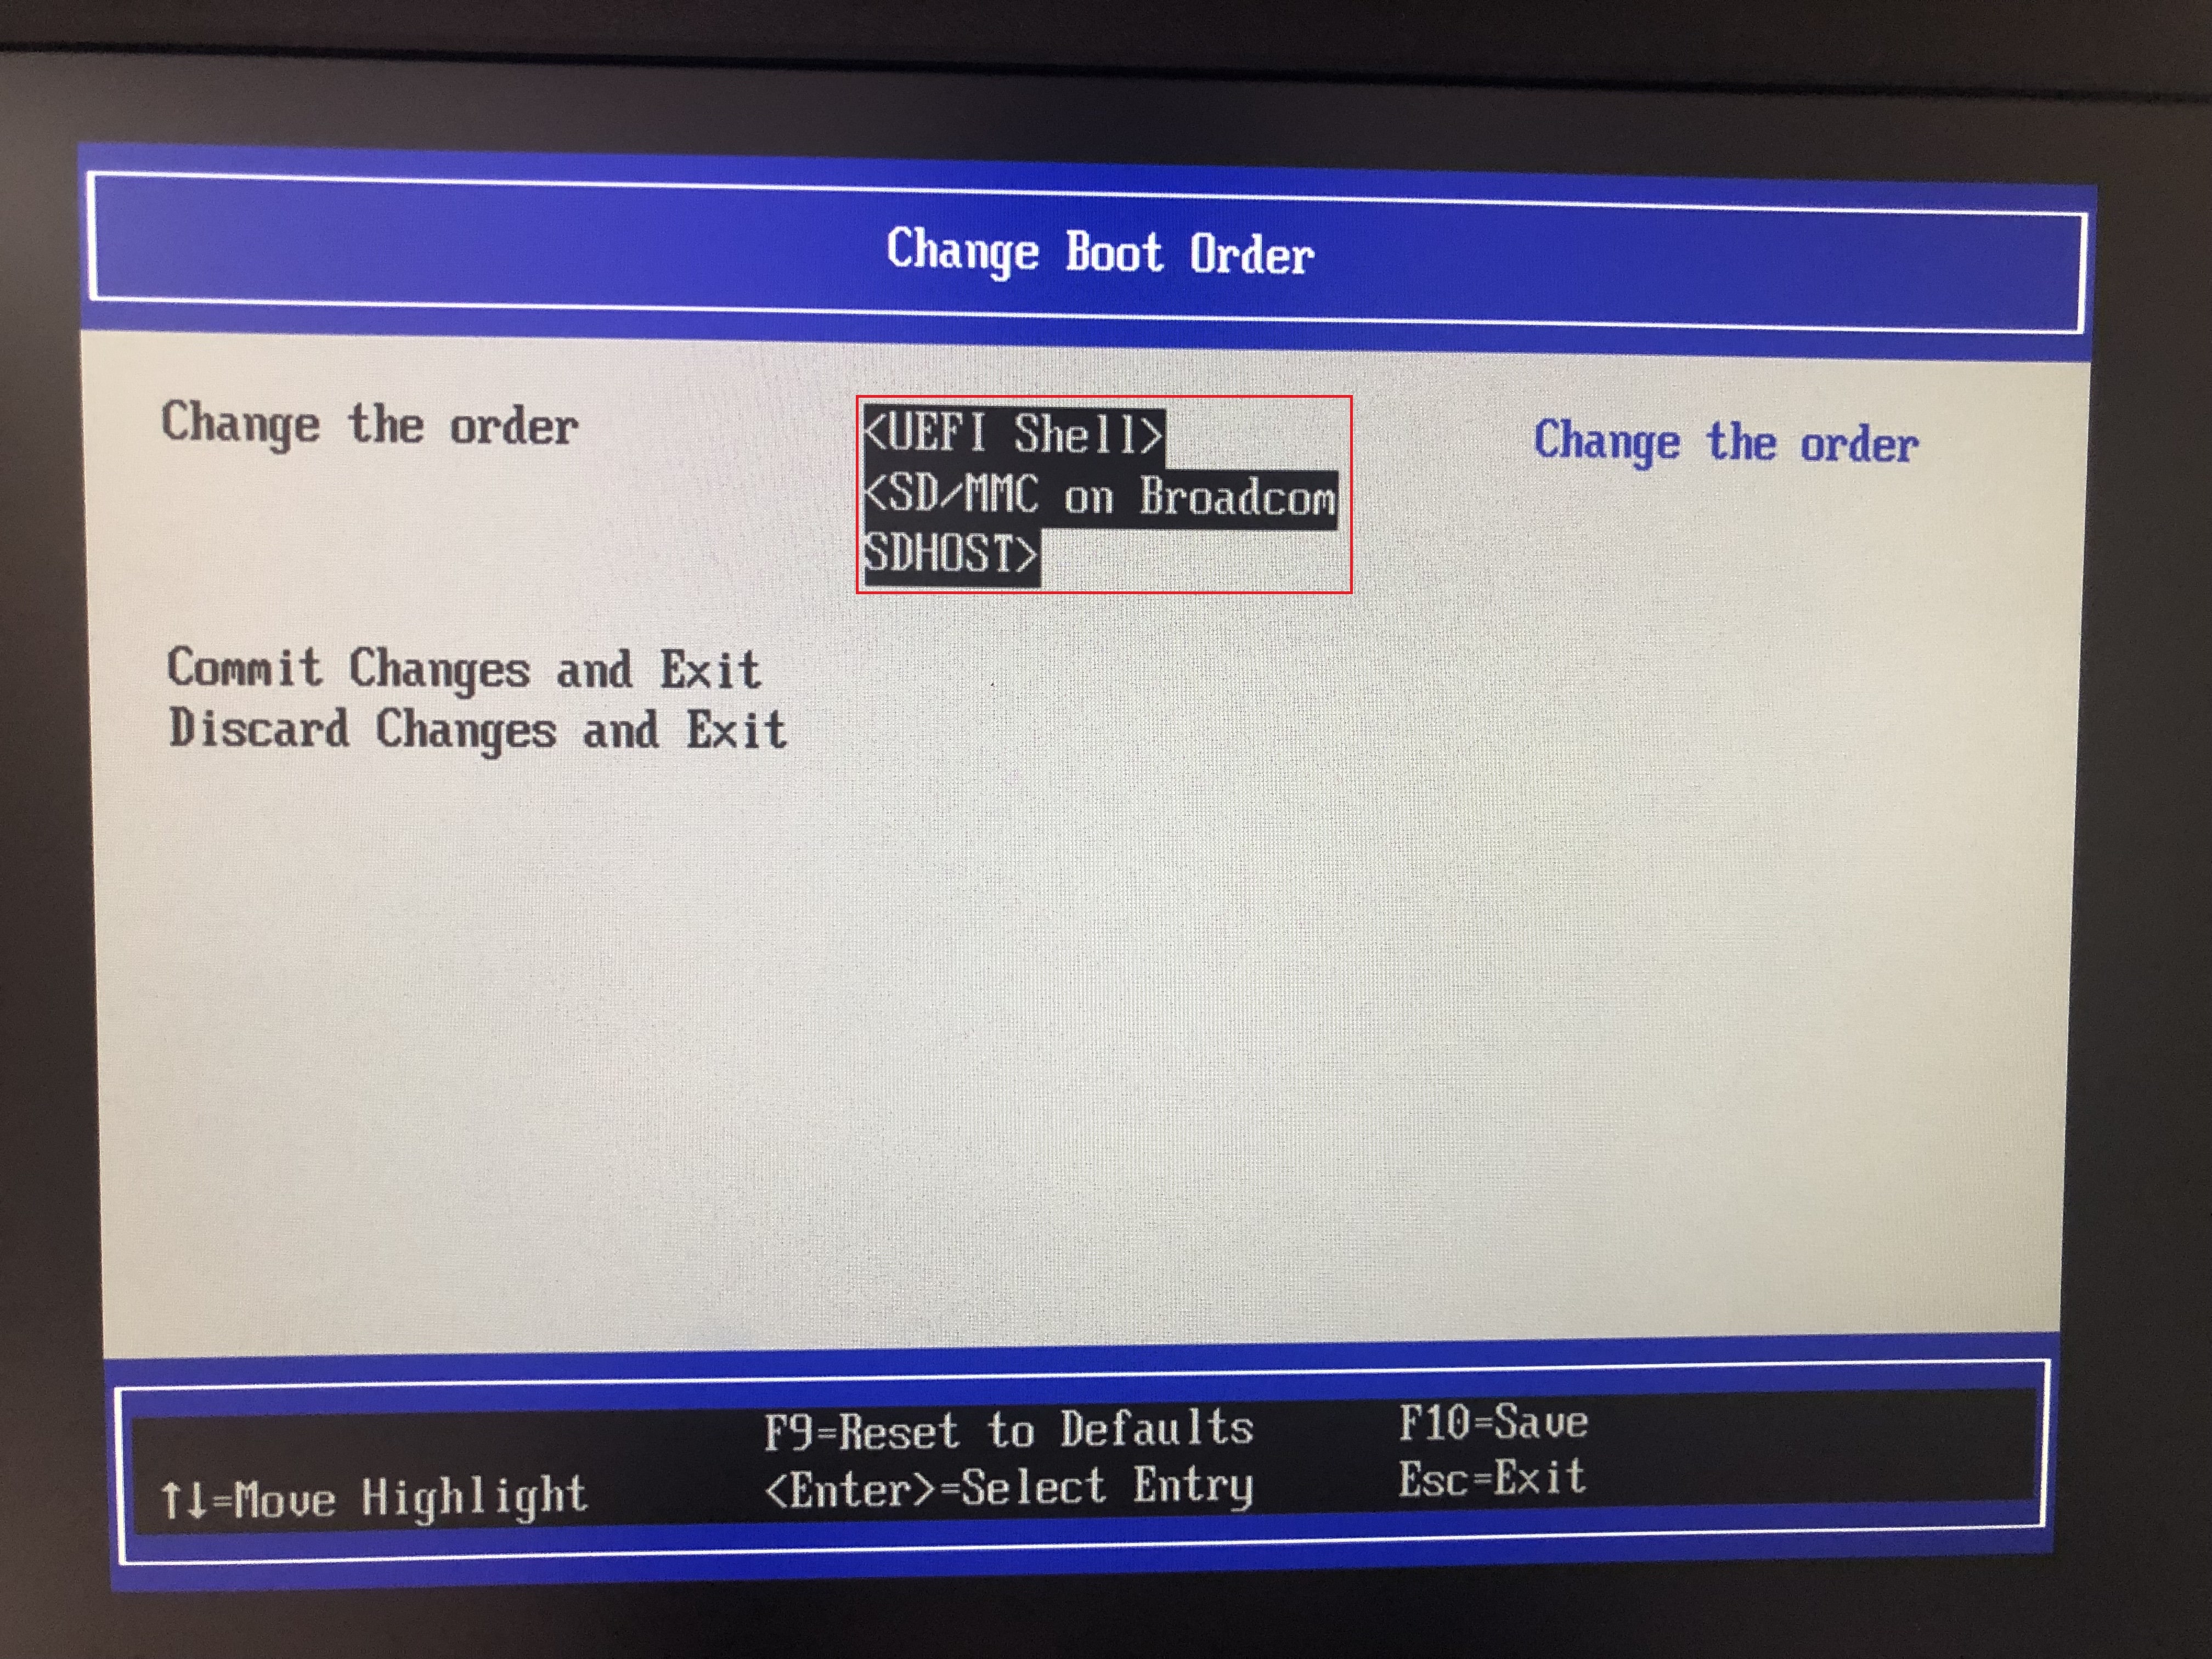 Change Boot Order
Change the order
<UEFI Shell>
<SD/MMC on Broadcom
SDHOST>
Change the order
Commit Changes and Exit
Discard Changes and Exit
F9=Reset to Defaults
F10=Save
↑↓=Move Highlight
<Enter>=Select Entry
Esc=Exit